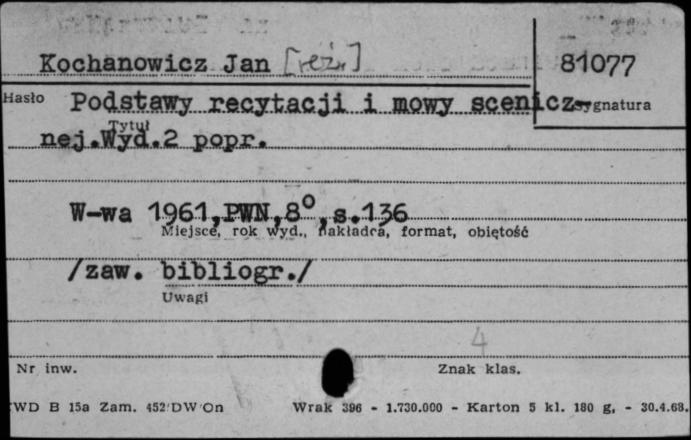 Kochanowicz Jan [reż.] 81077
Hasło Podstawy recytacji i mowy scenicz- Sygnatura
Tytuł
nej.Wyd.2 popr.
W-wa 1961,PWN,8°,s.136
Miejsce, rok wyd., nakładca, format, objętość
/zaw. bibliogr./
Uwagi
4
Nr inw. Znak klas.
WD B 15a Zam. 452/DW/On Wrak 396 - 1.730.000 - Karton 5 kl. 180 g. - 30.4.68.